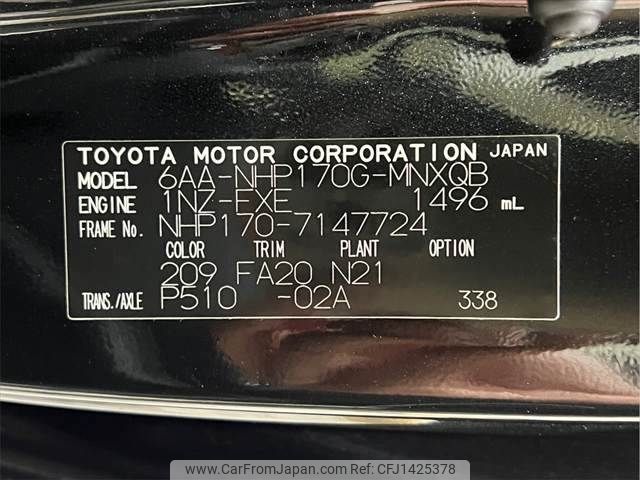 TOYOTA MOTOR CORPORATION JAPAN
MODEL 6AA-NHP170G-MNXQB
ENGINE 1NZ-FXE 1496 mL
FRAME No. NHP170-7147724
COLOR TRIM PLANT OPTION
209 FA20 N21
TRANS./AXLE P510 -02A 338
www.CarFromJapan.com - CFJ1425378